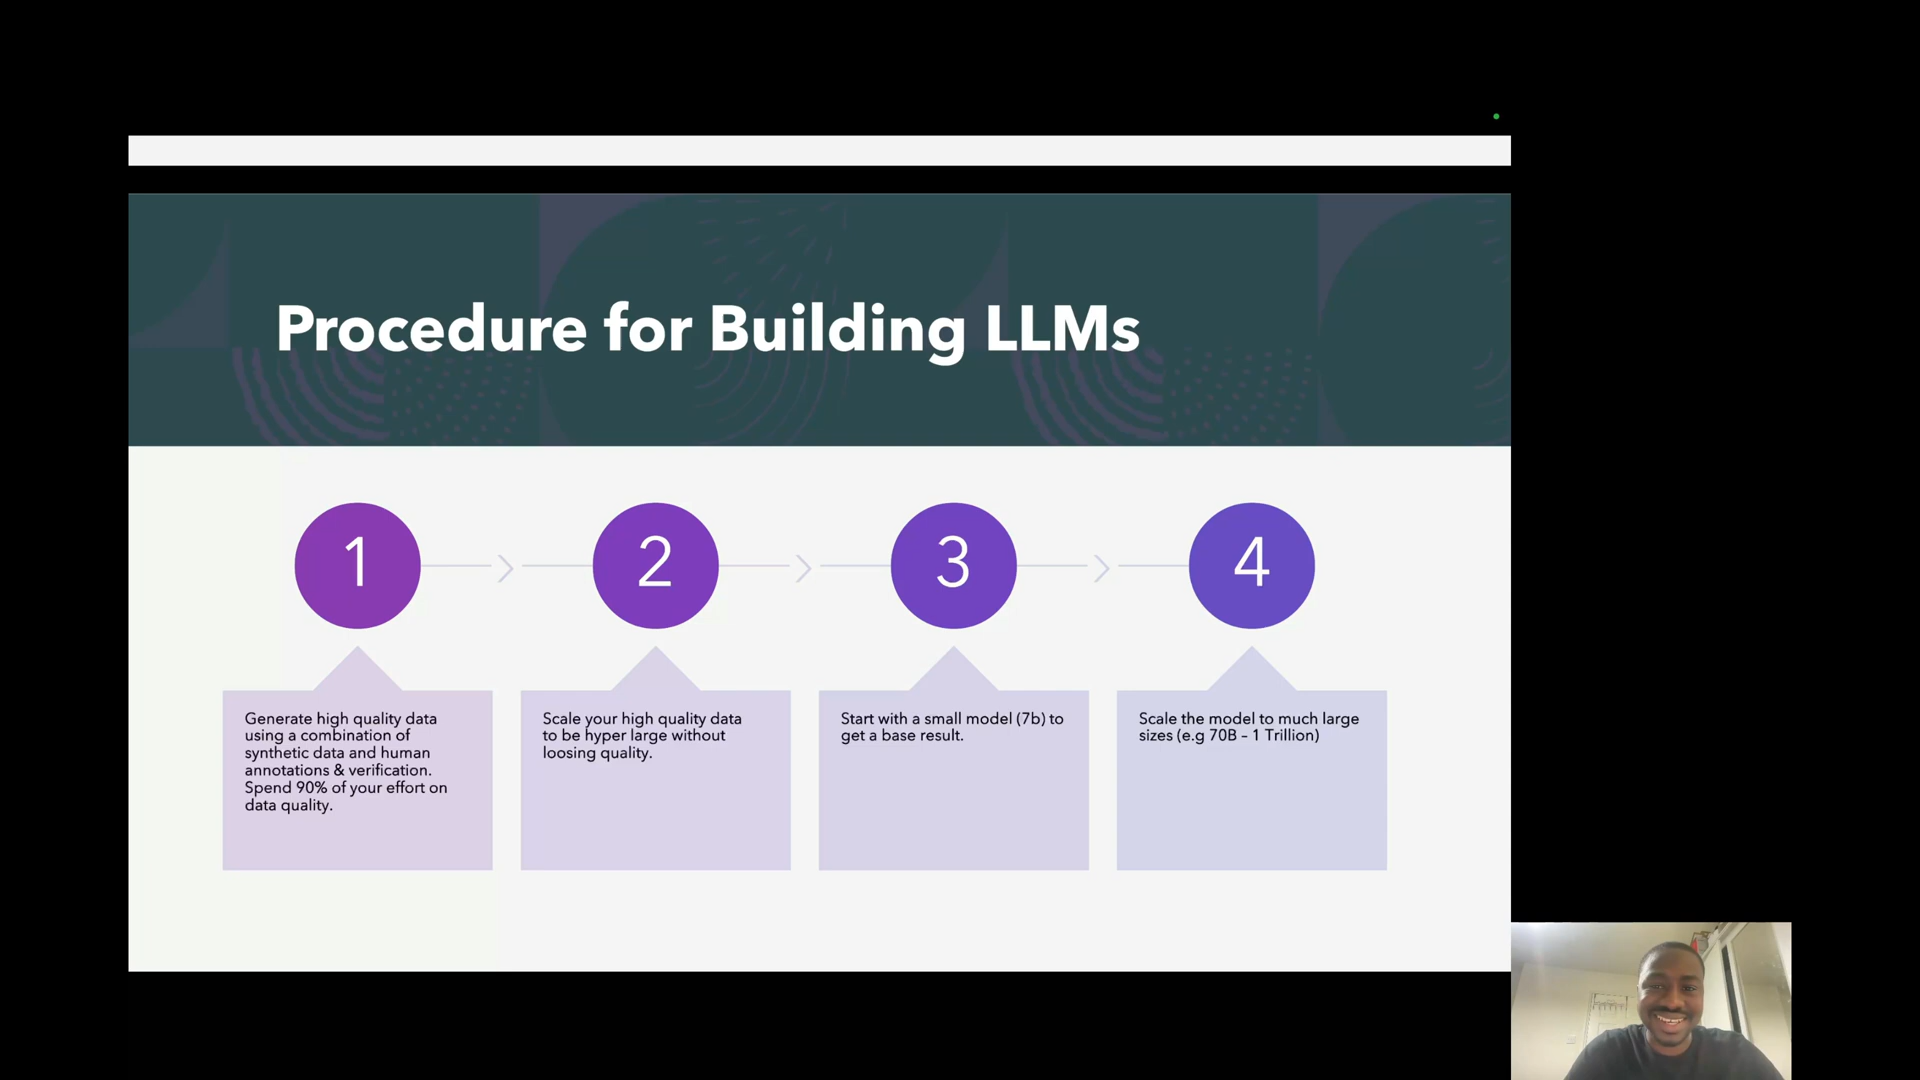 Procedure for Building LLMs
1
2
3
4
Generate high quality data
using a combination of
synthetic data and human
annotations & verification.
Spend 90% of your effort on
data quality.
Scale your high quality data
to be hyper large without
loosing quality.
Start with a small model (7b) to
get a base result.
Scale the model to much large
sizes (e.g 70B – 1 Trillion)